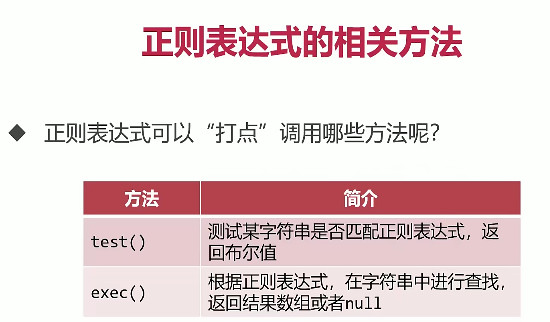 正则表达式的相关方法
◆ 正则表达式可以“打点”调用哪些方法呢？
方法 简介
test() 测试某字符串是否匹配正则表达式，返
回布尔值
exec() 根据正则表达式，在字符串中进行查找，
返回结果数组或者null